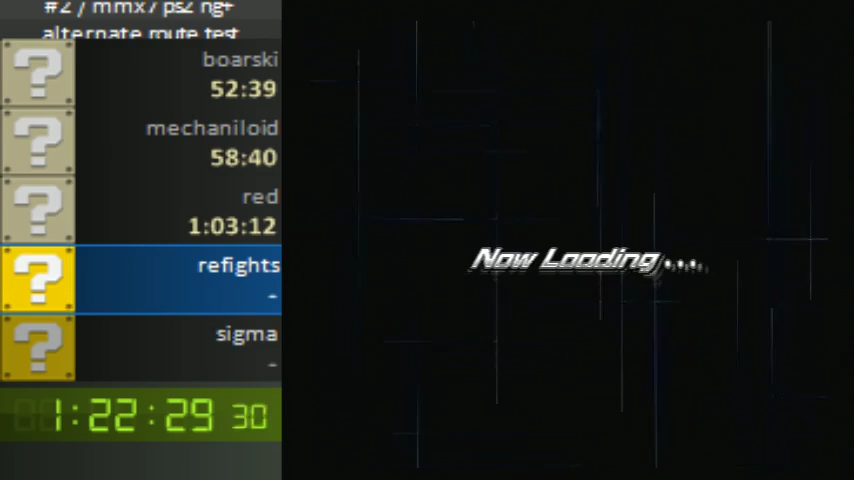 #2 / mmx7 ps2 ng+
alternate route test
boarski
52:39
mechaniloid
58:40
red
1:03:12
refights
-
sigma
-
1:22:29 30
Now Loading....